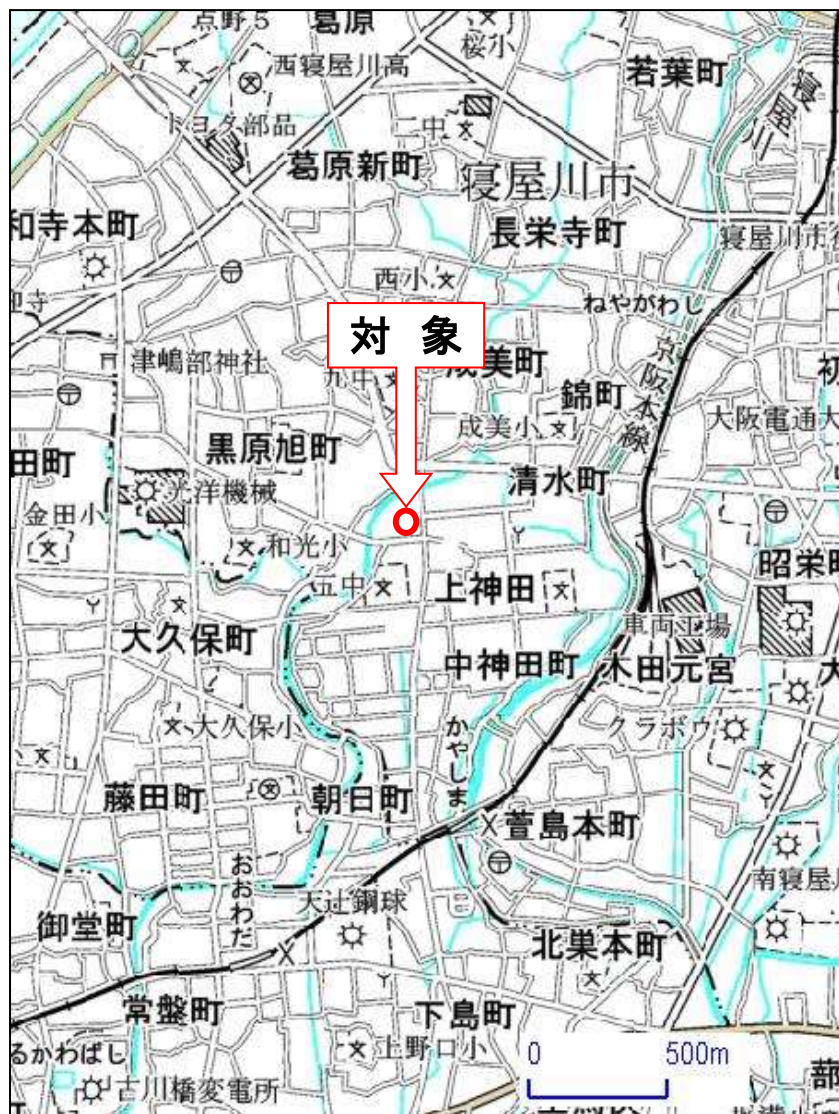 点野5
葛原
桜小
西寝屋川高
若葉町
寝屋川
トヨタ部品
二中
葛原新町
寝屋川市
和寺本町
長栄寺町
寝屋川市
西小
ねやがわし
対 象
津嶋部神社
九中
成美町
京阪本線
錦町
初
成美小
大阪電通大
黒原旭町
田町
清水町
光洋機械
金田小
和光小
昭栄町
五中
上神田
大久保町
車両工場
中神田町
木田元宮
大久保小
かやしま
クラボウ
藤田町
朝日町
萱島本町
おおわだ
天辻鋼球
南寝屋川
御堂町
北巣本町
常盤町
下島町
るかわばし
上野口小
0 500m
古川橋変電所
部